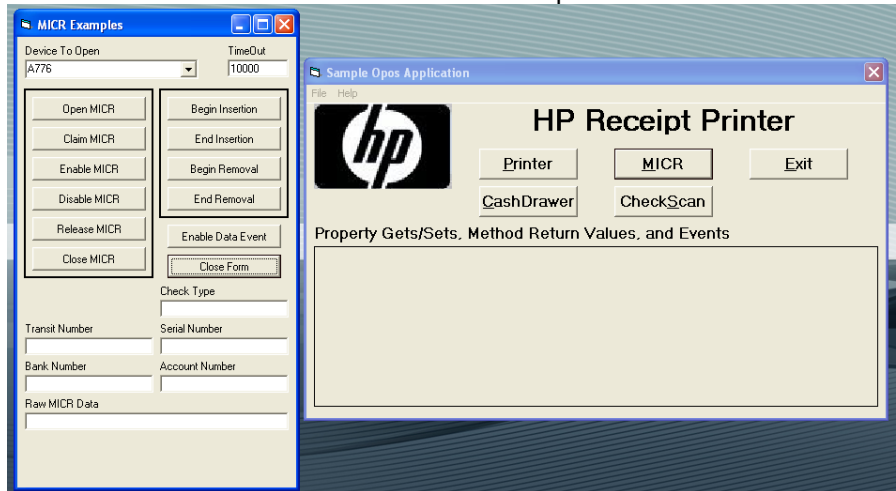 MICR Examples
Device To Open
TimeOut
A776
10000
Open MICR
Begin Insertion
Claim MICR
End Insertion
Enable MICR
Begin Removal
Disable MICR
End Removal
Release MICR
Enable Data Event
Close MICR
Close Form
Check Type
Transit Number
Serial Number
Bank Number
Account Number
Raw MICR Data
Sample Opos Application
File Help
hp
HP Receipt Printer
Printer
MICR
Exit
CashDrawer
CheckScan
Property Gets/Sets, Method Return Values, and Events